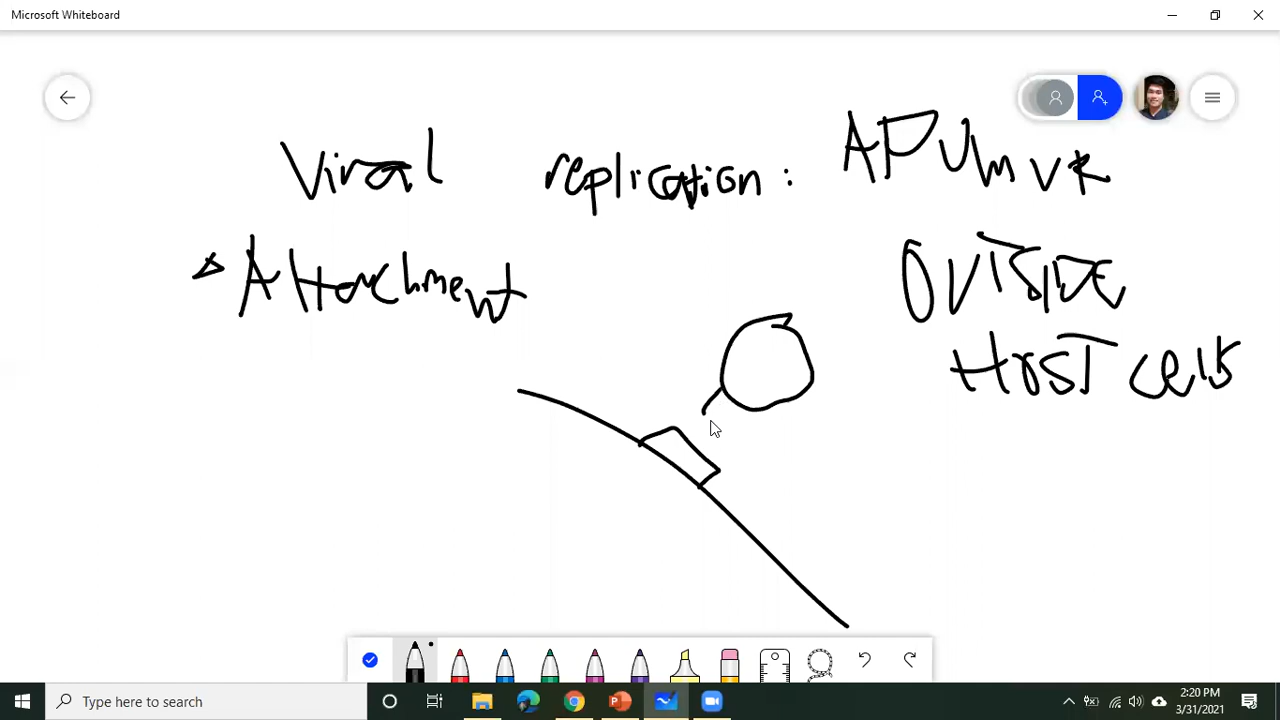 Microsoft Whiteboard
Viral replication: APUmVR
Attachment
OUTSIDE
HOST cells
Type here to search
2:20 PM
3/31/2021